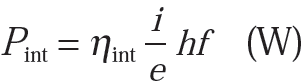 P_int = η_int i/e hf (W)